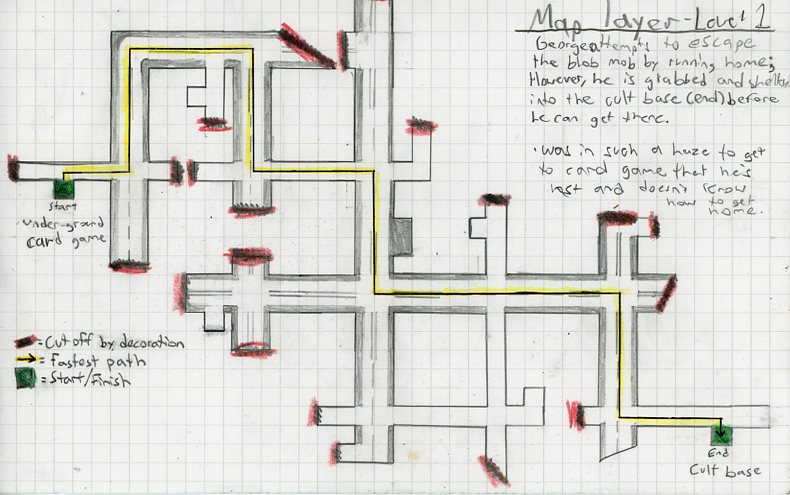 Map layer-Level 1
George attempts to escape
the blob mob by running home;
However, he is grabbed and
into the cult base (end) before
he can get there.
• Was in such a haze to get
to card game that he's
lost and doesn't know
how to get
home.
Start
under-ground
card game
= Cut off by decoration
= Fastest path
= Start/Finish
End
Cult base